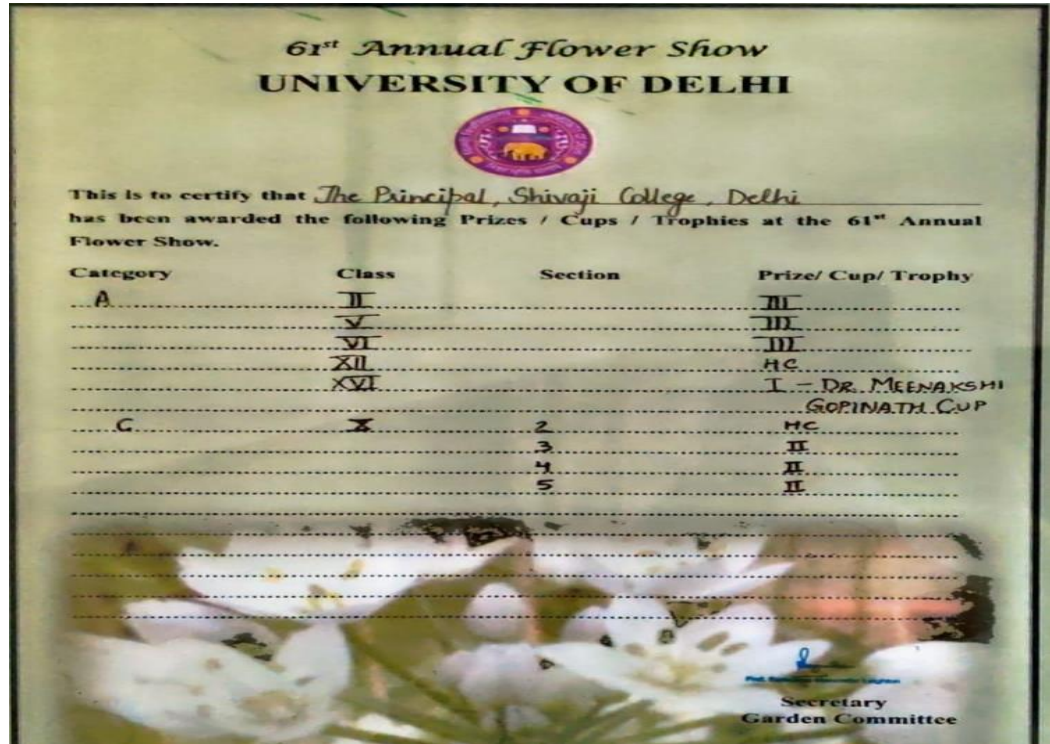 61st Annual Flower Show
UNIVERSITY OF DELHI
This is to certify that The Principal, Shivaji College, Delhi
has been awarded the following Prizes / Cups / Trophies at the 61st Annual
Flower Show.
Category Class Section Prize/ Cup/ Trophy
A II III
V III
VI III
XII HC
XVI I - DR. MEENAKSHI
GOPINATH CUP
C X 2 HC
3 II
4 II
5 II
Secretary
Garden Committee